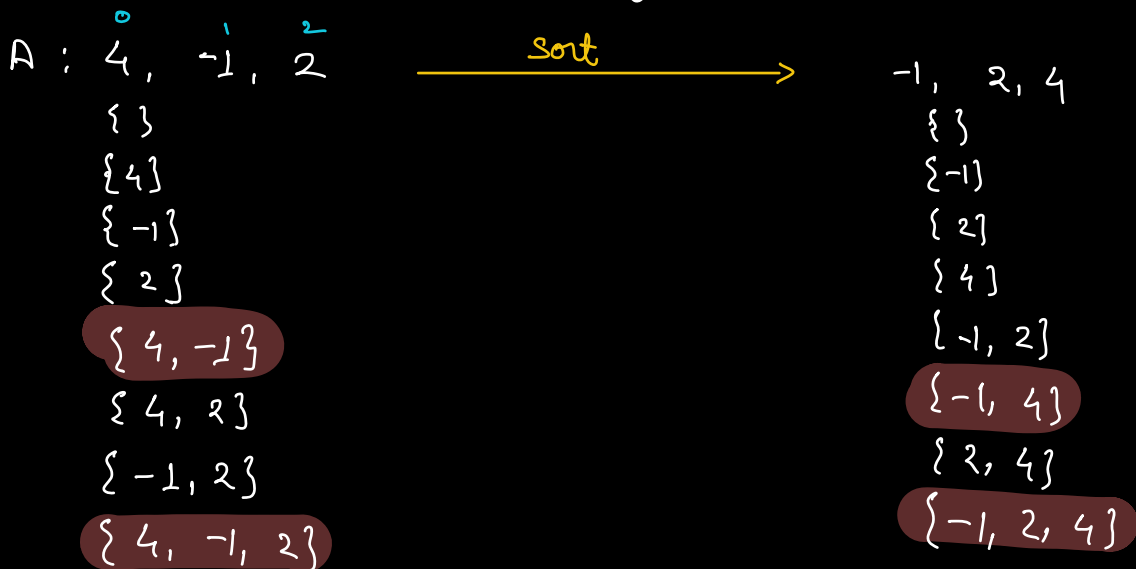 0 1 2
A : 4, -1, 2
sort
-1, 2, 4
{ }
{4}
{ -1}
{ 2 }
{ 4, -1}
{ 4, 2}
{ -1, 2}
{ 4, -1, 2}
{ }
{-1}
{ 2}
{ 4}
{ -1, 2}
{-1, 4}
{ 2, 4}
{-1, 2, 4}